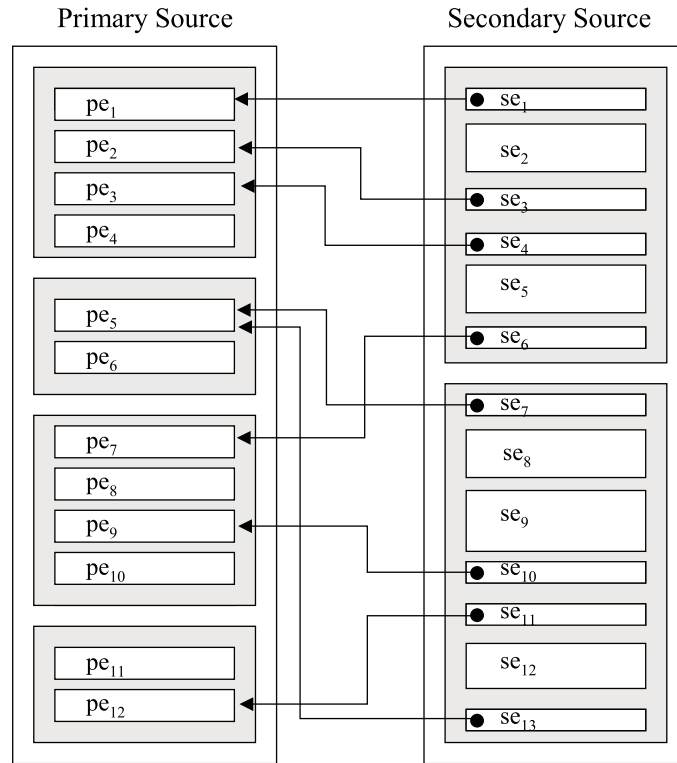 Primary Source
Secondary Source
pe₁
pe₂
pe₃
pe₄
pe₅
pe₆
pe₇
pe₈
pe₉
pe₁₀
pe₁₁
pe₁₂
se₁
se₂
se₃
se₄
se₅
se₆
se₇
se₈
se₉
se₁₀
se₁₁
se₁₂
se₁₃